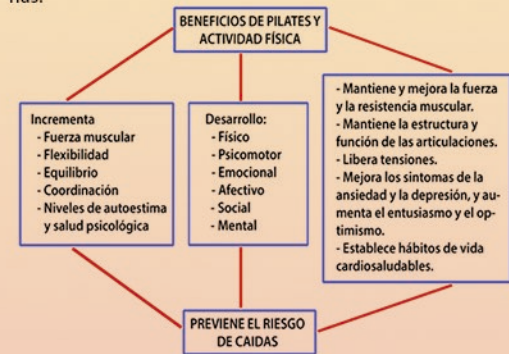 nas.
BENEFICIOS DE PILATES Y
ACTIVIDAD FÍSICA
Incrementa
- Fuerza muscular
- Flexibilidad
- Equilibrio
- Coordinación
- Niveles de autoestima
y salud psicológica
Desarrollo:
- Físico
- Psicomotor
- Emocional
- Afectivo
- Social
- Mental
- Mantiene y mejora la fuerza
y la resistencia muscular.
- Mantiene la estructura y
función de las articulaciones.
- Libera tensiones.
- Mejora los sintomas de la
ansiedad y la depresión, y au-
menta el entusiasmo y el op-
timismo.
- Establece hábitos de vida
cardiosaludables.
PREVIENE EL RIESGO
DE CAIDAS